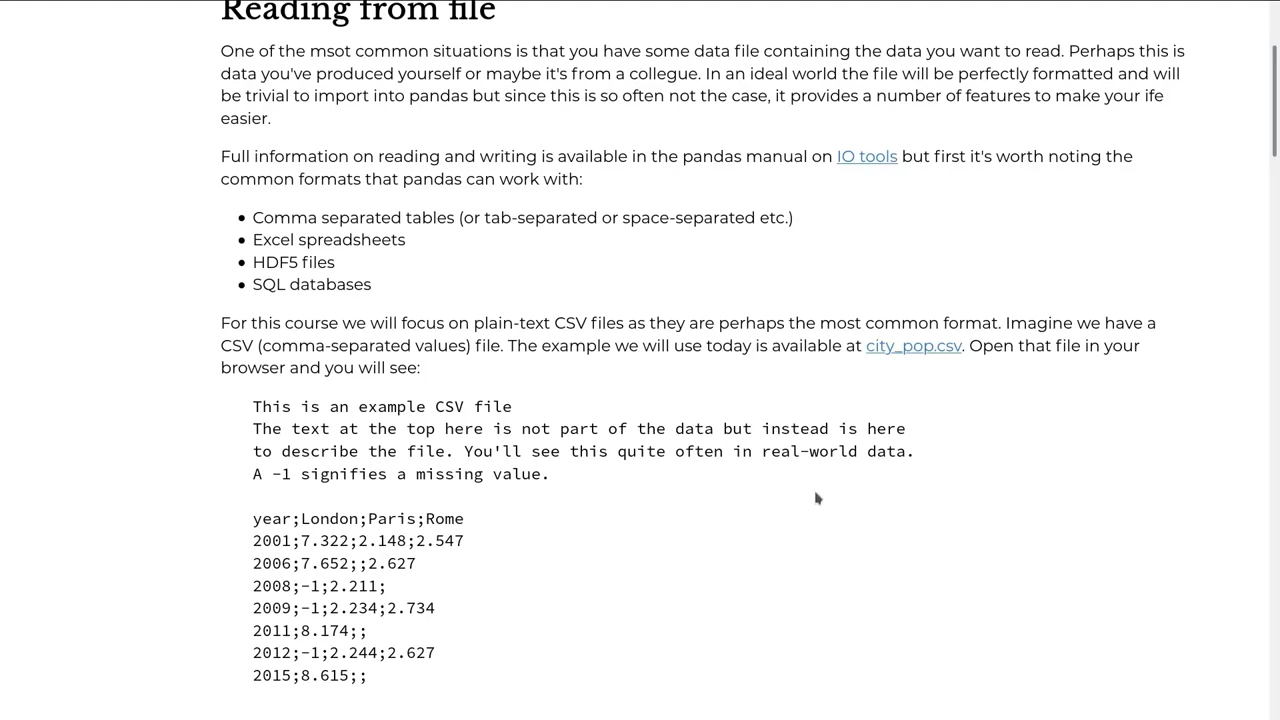 Reading from file
One of the msot common situations is that you have some data file containing the data you want to read. Perhaps this is
data you've produced yourself or maybe it's from a collegue. In an ideal world the file will be perfectly formatted and will
be trivial to import into pandas but since this is so often not the case, it provides a number of features to make your ife
easier.
Full information on reading and writing is available in the pandas manual on IO tools but first it's worth noting the
common formats that pandas can work with:
• Comma separated tables (or tab-separated or space-separated etc.)
• Excel spreadsheets
• HDF5 files
• SQL databases
For this course we will focus on plain-text CSV files as they are perhaps the most common format. Imagine we have a
CSV (comma-separated values) file. The example we will use today is available at city_pop.csv. Open that file in your
browser and you will see:
This is an example CSV file
The text at the top here is not part of the data but instead is here
to describe the file. You'll see this quite often in real-world data.
A -1 signifies a missing value.
year;London;Paris;Rome
2001;7.322;2.148;2.547
2006;7.652;;2.627
2008;-1;2.211;
2009;-1;2.234;2.734
2011;8.174;;
2012;-1;2.244;2.627
2015;8.615;;